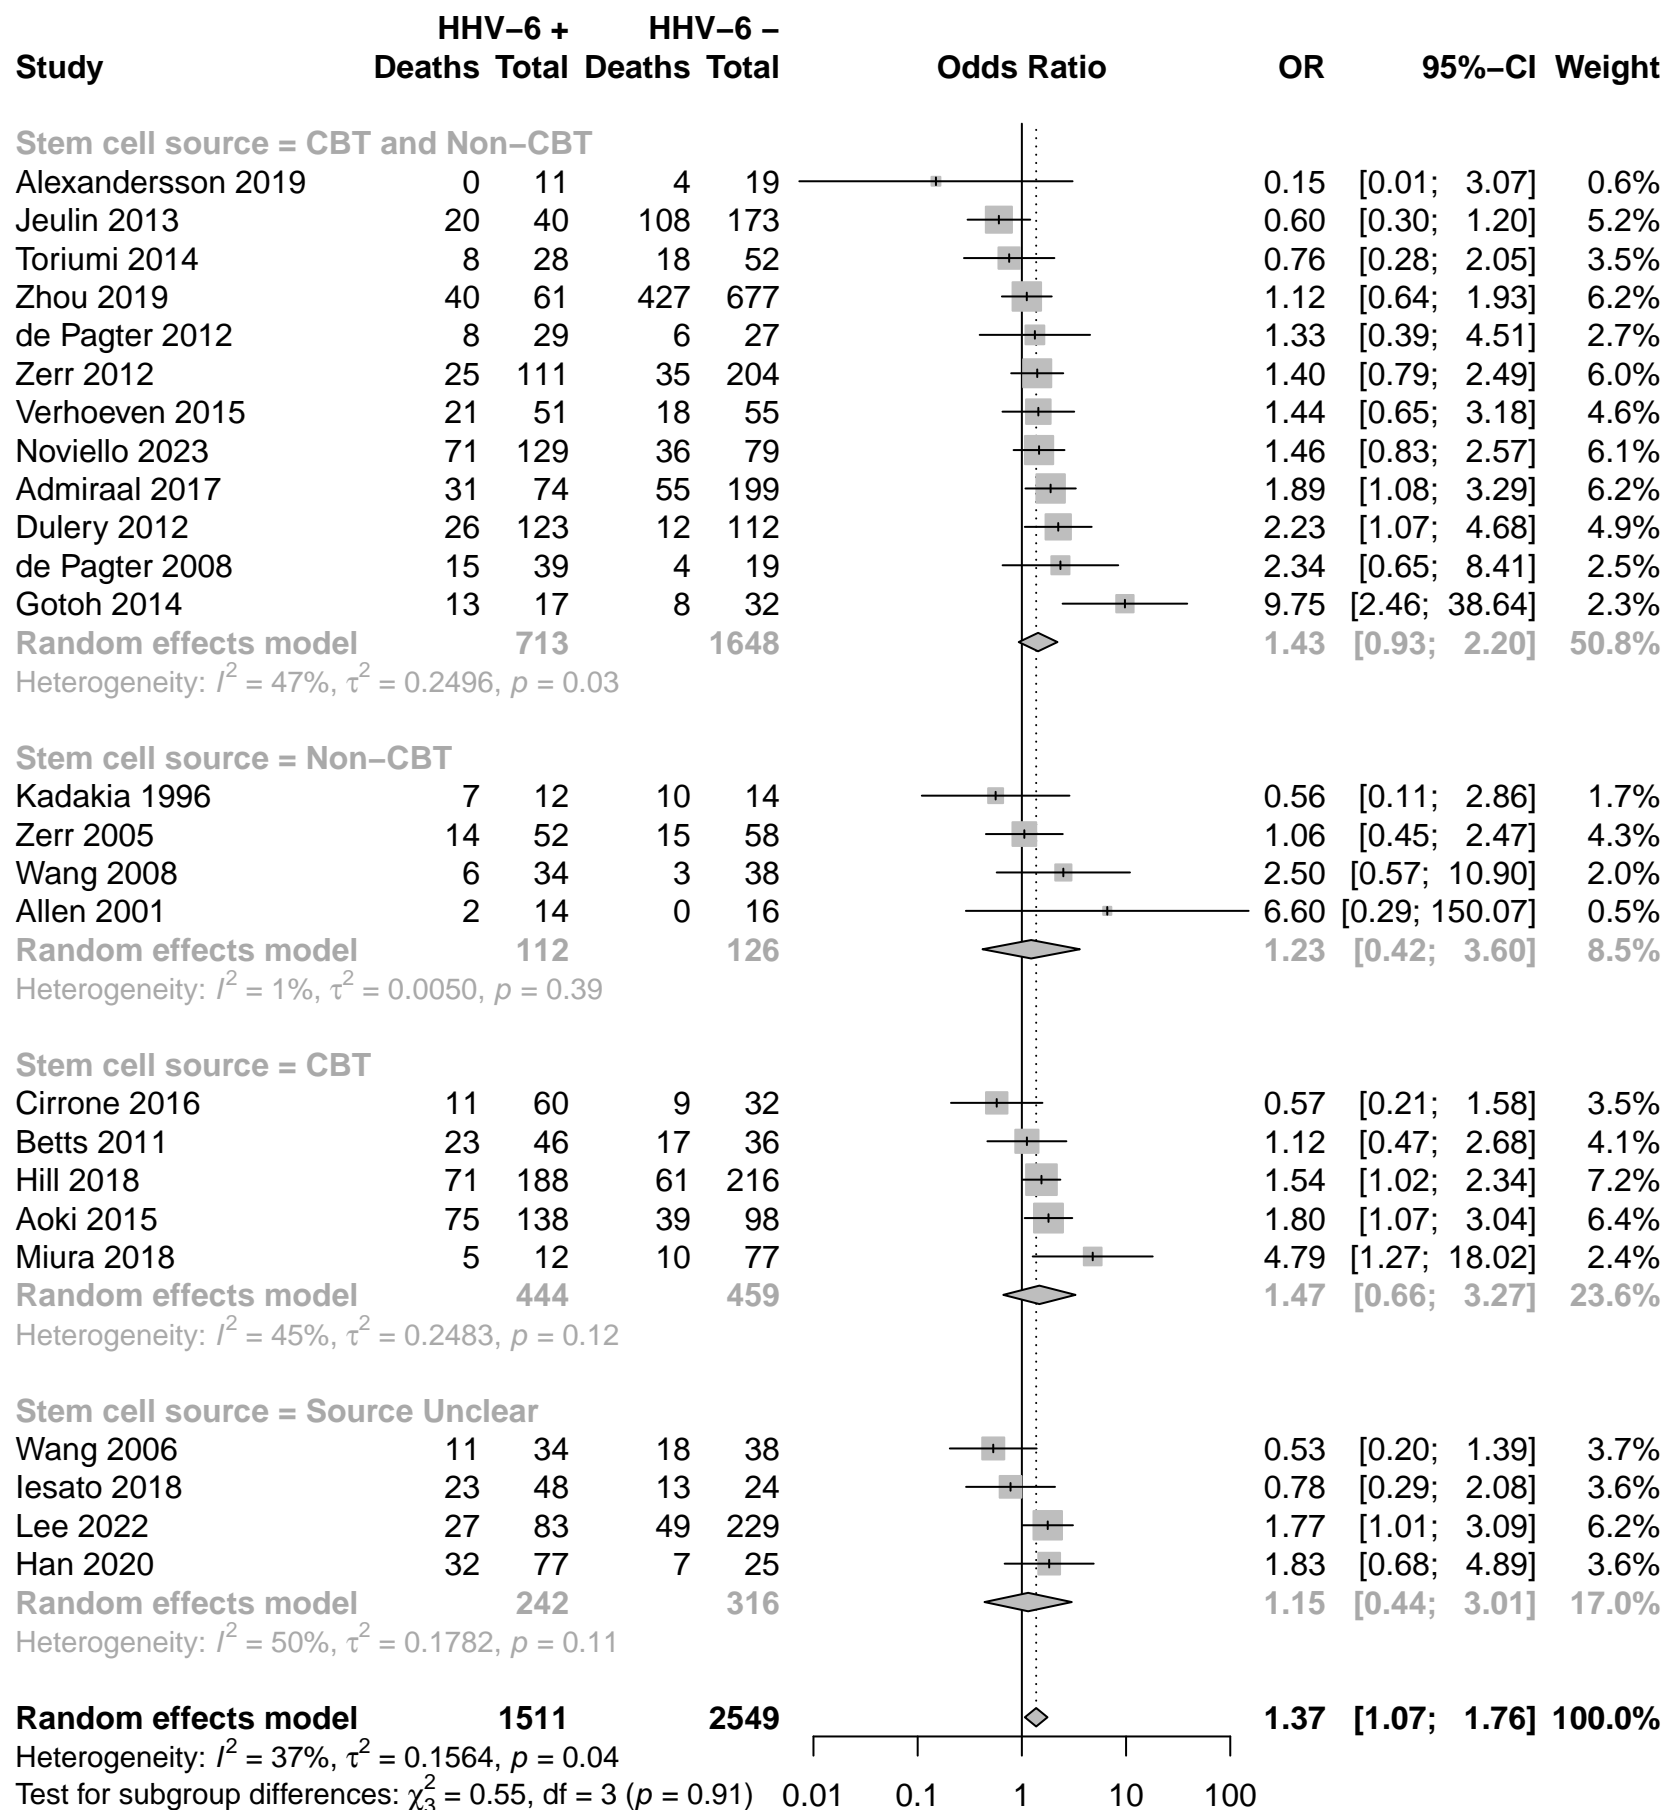 HHV−6 + HHV−6 −
Study Deaths Total Deaths Total Odds Ratio OR 95%−CI Weight
Stem cell source = CBT and Non−CBT
Alexandersson 2019 0 11 4 19 0.15 [0.01; 3.07] 0.6%
Jeulin 2013 20 40 108 173 0.60 [0.30; 1.20] 5.2%
Toriumi 2014 8 28 18 52 0.76 [0.28; 2.05] 3.5%
Zhou 2019 40 61 427 677 1.12 [0.64; 1.93] 6.2%
de Pagter 2012 8 29 6 27 1.33 [0.39; 4.51] 2.7%
Zerr 2012 25 111 35 204 1.40 [0.79; 2.49] 6.0%
Verhoeven 2015 21 51 18 55 1.44 [0.65; 3.18] 4.6%
Noviello 2023 71 129 36 79 1.46 [0.83; 2.57] 6.1%
Admiraal 2017 31 74 55 199 1.89 [1.08; 3.29] 6.2%
Dulery 2012 26 123 12 112 2.23 [1.07; 4.68] 4.9%
de Pagter 2008 15 39 4 19 2.34 [0.65; 8.41] 2.5%
Gotoh 2014 13 17 8 32 9.75 [2.46; 38.64] 2.3%
Random effects model 713 1648 1.43 [0.93; 2.20] 50.8%
Heterogeneity: I² = 47%, τ² = 0.2496, p = 0.03
Stem cell source = Non−CBT
Kadakia 1996 7 12 10 14 0.56 [0.11; 2.86] 1.7%
Zerr 2005 14 52 15 58 1.06 [0.45; 2.47] 4.3%
Wang 2008 6 34 3 38 2.50 [0.57; 10.90] 2.0%
Allen 2001 2 14 0 16 6.60 [0.29; 150.07] 0.5%
Random effects model 112 126 1.23 [0.42; 3.60] 8.5%
Heterogeneity: I² = 1%, τ² = 0.0050, p = 0.39
Stem cell source = CBT
Cirrone 2016 11 60 9 32 0.57 [0.21; 1.58] 3.5%
Betts 2011 23 46 17 36 1.12 [0.47; 2.68] 4.1%
Hill 2018 71 188 61 216 1.54 [1.02; 2.34] 7.2%
Aoki 2015 75 138 39 98 1.80 [1.07; 3.04] 6.4%
Miura 2018 5 12 10 77 4.79 [1.27; 18.02] 2.4%
Random effects model 444 459 1.47 [0.66; 3.27] 23.6%
Heterogeneity: I² = 45%, τ² = 0.2483, p = 0.12
Stem cell source = Source Unclear
Wang 2006 11 34 18 38 0.53 [0.20; 1.39] 3.7%
Iesato 2018 23 48 13 24 0.78 [0.29; 2.08] 3.6%
Lee 2022 27 83 49 229 1.77 [1.01; 3.09] 6.2%
Han 2020 32 77 7 25 1.83 [0.68; 4.89] 3.6%
Random effects model 242 316 1.15 [0.44; 3.01] 17.0%
Heterogeneity: I² = 50%, τ² = 0.1782, p = 0.11
Random effects model 1511 2549 1.37 [1.07; 1.76] 100.0%
Heterogeneity: I² = 37%, τ² = 0.1564, p = 0.04
Test for subgroup differences: χ²₃ = 0.55, df = 3 (p = 0.91) 0.01 0.1 1 10 100